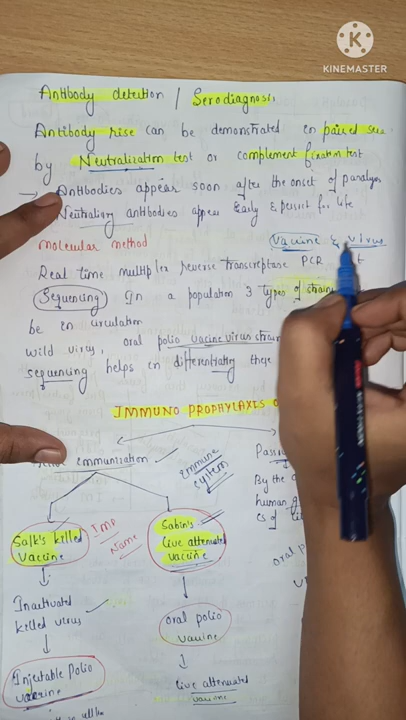 KINEMASTER
Antibody detection / Serodiagnosis
Antibody rise can be demonstrated in paired sera
by Neutralization test or complement fixation test
→ Antibodies appear soon after the onset of paralysis
Neutralizing antibodies appear Early & persist for life
molecular method
Vaccine & virus
Real time multiplex reverse transcriptase PCR
Sequencing) In a population 3 types of strains
be in circulation
wild virus, oral polio vaccine virus strain
sequencing helps in differentiating these
IMMUNO PROPHYLAXIS O
immunization
Immune
system
By the
human
Imp
Name
Salk's killed
vaccine
Sabin's
live attenuated
vaccine
Inactivated
killed virus
Oral polio
vaccine
oral po
Injectable Polio
vaccine
live attenuated
vaccine